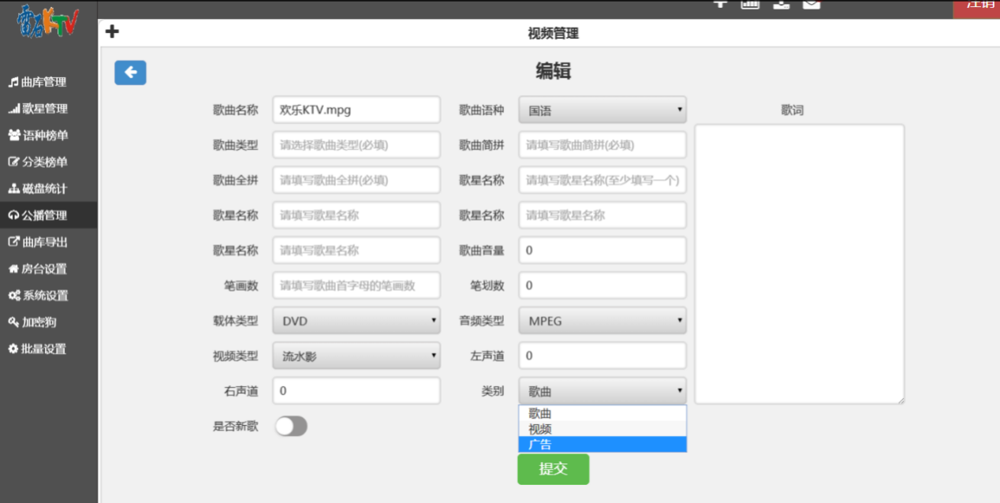 雷石KTV
注销
视频管理
曲库管理
歌星管理
语种榜单
分类榜单
磁盘统计
公播管理
曲库导出
房台设置
系统设置
加密狗
批量设置
编辑
歌曲名称 欢乐KTV.mpg 歌曲语种 国语 歌词
歌曲类型 请选择歌曲类型(必填) 歌曲简拼 请填写歌曲简拼(必填)
歌曲全拼 请填写歌曲全拼(必填) 歌星名称 请填写歌星名称(至少填写一个)
歌星名称 请填写歌星名称 歌星名称 请填写歌星名称
歌星名称 请填写歌星名称 歌曲音量 0
笔画数 请填写歌曲首字母的笔画数 笔划数 0
载体类型 DVD 音频类型 MPEG
视频类型 流水影 左声道 0
右声道 0 类别 歌曲
是否新歌
歌曲
视频
广告
提交